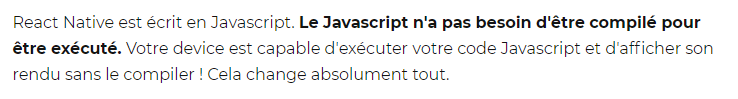 React Native est écrit en Javascript. Le Javascript n'a pas besoin d'être compilé pour
être exécuté. Votre device est capable d'exécuter votre code Javascript et d'afficher son
rendu sans le compiler ! Cela change absolument tout.